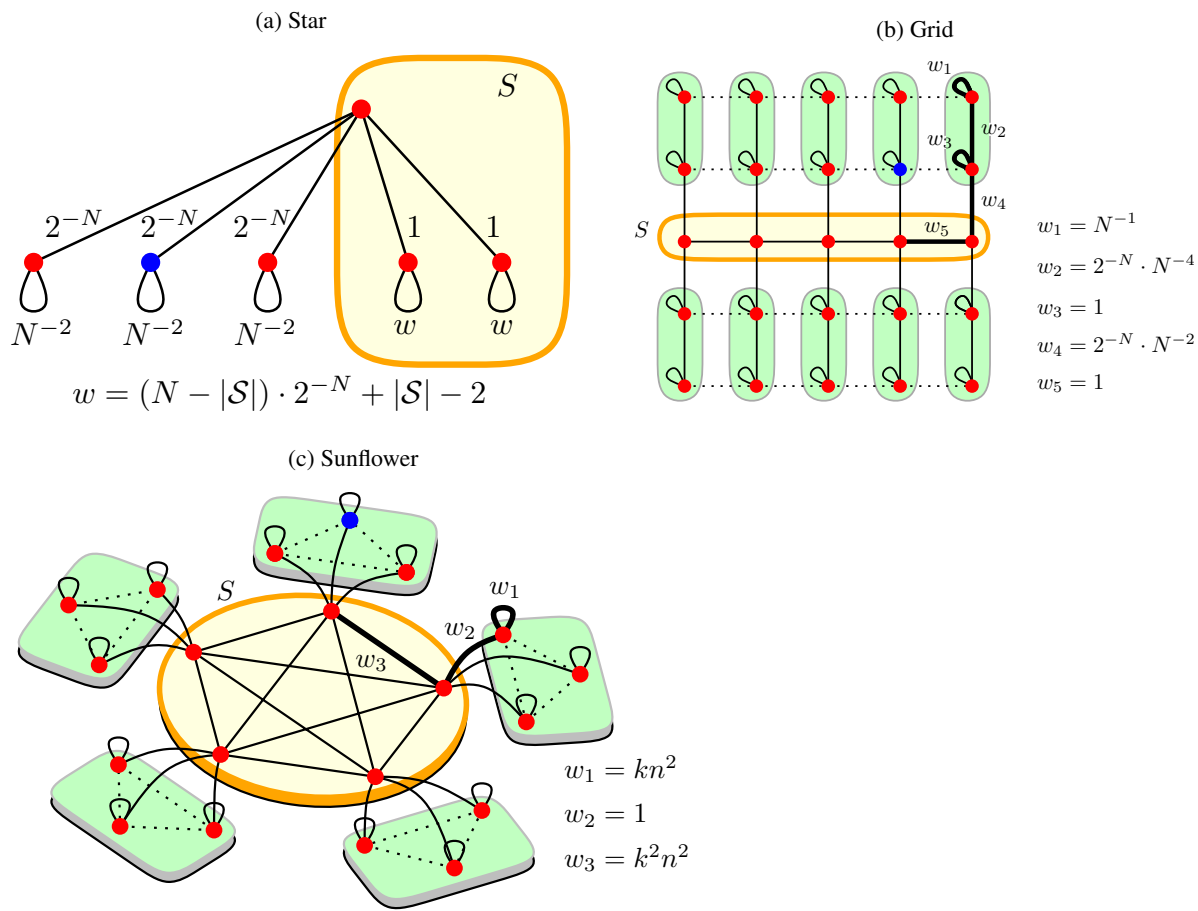 (a) Star
S
2^{-N} 2^{-N} 2^{-N} 1 1
N^{-2} N^{-2} N^{-2} w w
w = (N − |𝒮|) · 2^{-N} + |𝒮| − 2
(b) Grid
w_1
w_2
w_3
w_4
S
w_5
w_1 = N^{-1}
w_2 = 2^{-N} · N^{-4}
w_3 = 1
w_4 = 2^{-N} · N^{-2}
w_5 = 1
(c) Sunflower
S
w_1
w_2
w_3
w_1 = kn^2
w_2 = 1
w_3 = k^2n^2